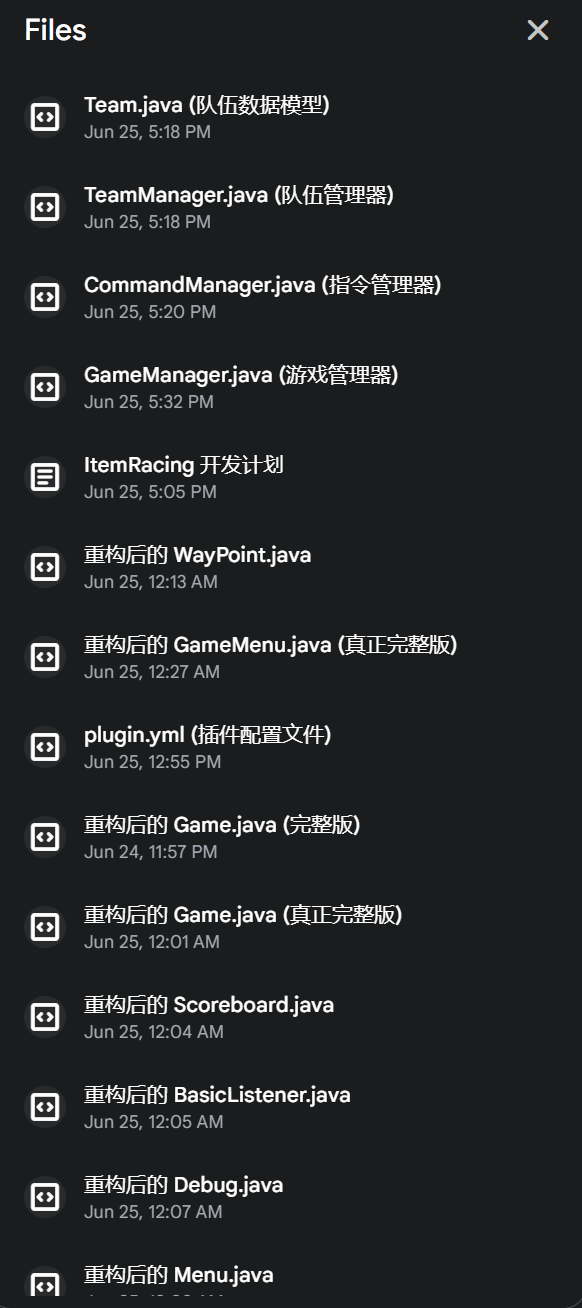 Files
Team.java (队伍数据模型)
Jun 25, 5:18 PM
TeamManager.java (队伍管理器)
Jun 25, 5:18 PM
CommandManager.java (指令管理器)
Jun 25, 5:20 PM
GameManager.java (游戏管理器)
Jun 25, 5:32 PM
ItemRacing 开发计划
Jun 25, 5:05 PM
重构后的 WayPoint.java
Jun 25, 12:13 AM
重构后的 GameMenu.java (真正完整版)
Jun 25, 12:27 AM
plugin.yml (插件配置文件)
Jun 25, 12:55 PM
重构后的 Game.java (完整版)
Jun 24, 11:57 PM
重构后的 Game.java (真正完整版)
Jun 25, 12:01 AM
重构后的 Scoreboard.java
Jun 25, 12:04 AM
重构后的 BasicListener.java
Jun 25, 12:05 AM
重构后的 Debug.java
Jun 25, 12:07 AM
重构后的 Menu.java